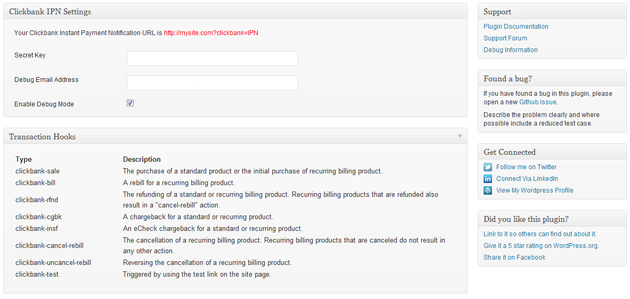 Clickbank IPN Settings
Your Clickbank Instant Payment Notification URL is http://mysite.com?clickbank=IPN
Secret Key
Debug Email Address
Enable Debug Mode
Transaction Hooks
Type Description
clickbank-sale The purchase of a standard product or the initial purchase of recurring billing product.
clickbank-bill A rebill for a recurring billing product.
clickbank-rfnd The refunding of a standard or recurring billing product. Recurring billing products that are refunded also
result in a "cancel-rebill" action.
clickbank-cgbk A chargeback for a standard or recurring product.
clickbank-insf An eCheck chargeback for a standard or recurring product.
clickbank-cancel-rebill The cancellation of a recurring billing product. Recurring billing products that are canceled do not result in
any other action.
clickbank-uncancel-rebill Reversing the cancellation of a recurring billing product.
clickbank-test Triggered by using the test link on the site page.
Support
Plugin Documentation
Support Forum
Debug Information
Found a bug?
If you have found a bug in this plugin, please
open a new Github Issue.
Describe the problem clearly and where
possible include a reduced test case.
Get Connected
Follow me on Twitter
Connect Via LinkedIn
View My Wordpress Profile
Did you like this plugin?
Link to it so others can find out about it.
Give it a 5 star rating on WordPress.org.
Share it on Facebook